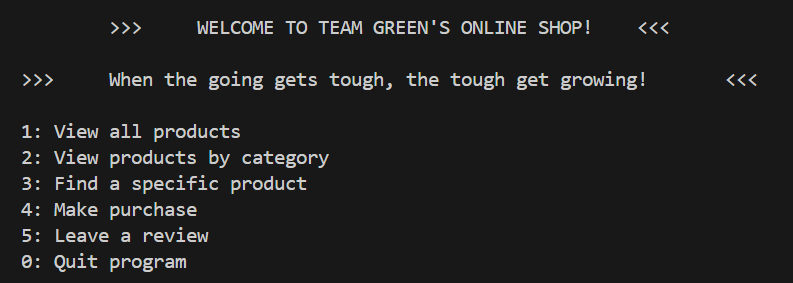 >>> WELCOME TO TEAM GREEN'S ONLINE SHOP! <<<
>>> When the going gets tough, the tough get growing! <<<
1: View all products
2: View products by category
3: Find a specific product
4: Make purchase
5: Leave a review
0: Quit program